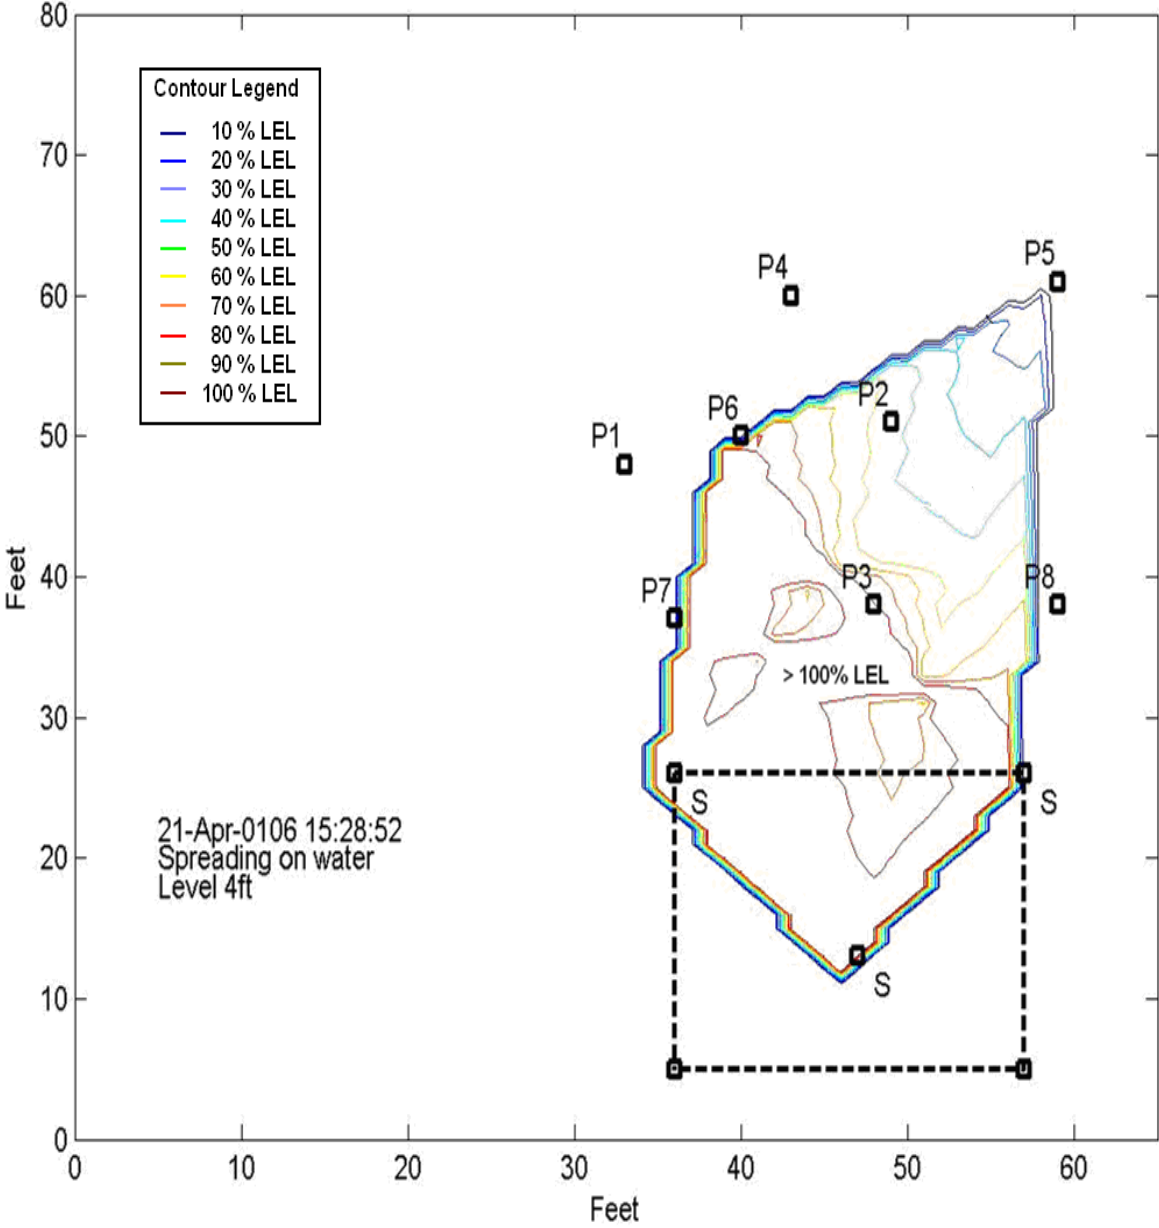 80
70
60
50
40
30
20
10
0
Feet
Contour Legend
10 % LEL
20 % LEL
30 % LEL
40 % LEL
50 % LEL
60 % LEL
70 % LEL
80 % LEL
90 % LEL
100 % LEL
P4
P5
P6
P2
P1
P7
P3
P8
> 100% LEL
S
S
S
21-Apr-0106 15:28:52
Spreading on water
Level 4ft
0 10 20 30 40 50 60
Feet